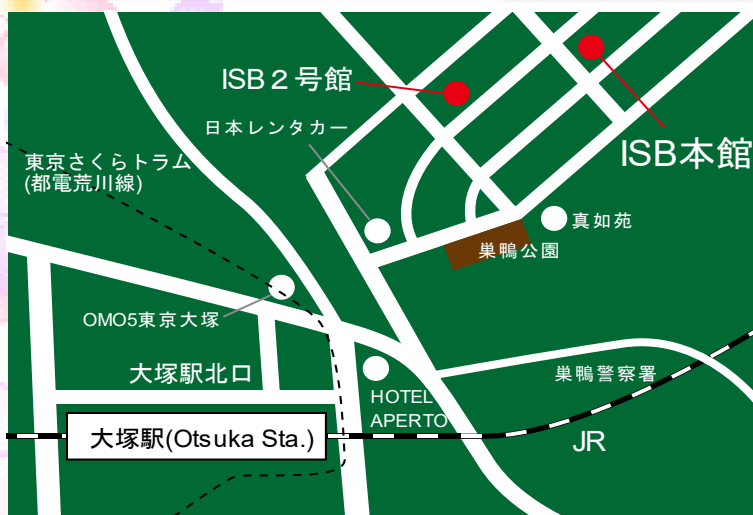 ISB２号館
日本レンタカー
ISB本館
東京さくらトラム
(都電荒川線)
真如苑
巣鴨公園
OMO5東京大塚
大塚駅北口
巣鴨警察署
HOTEL
APERTO
大塚駅(Otsuka Sta.)
JR